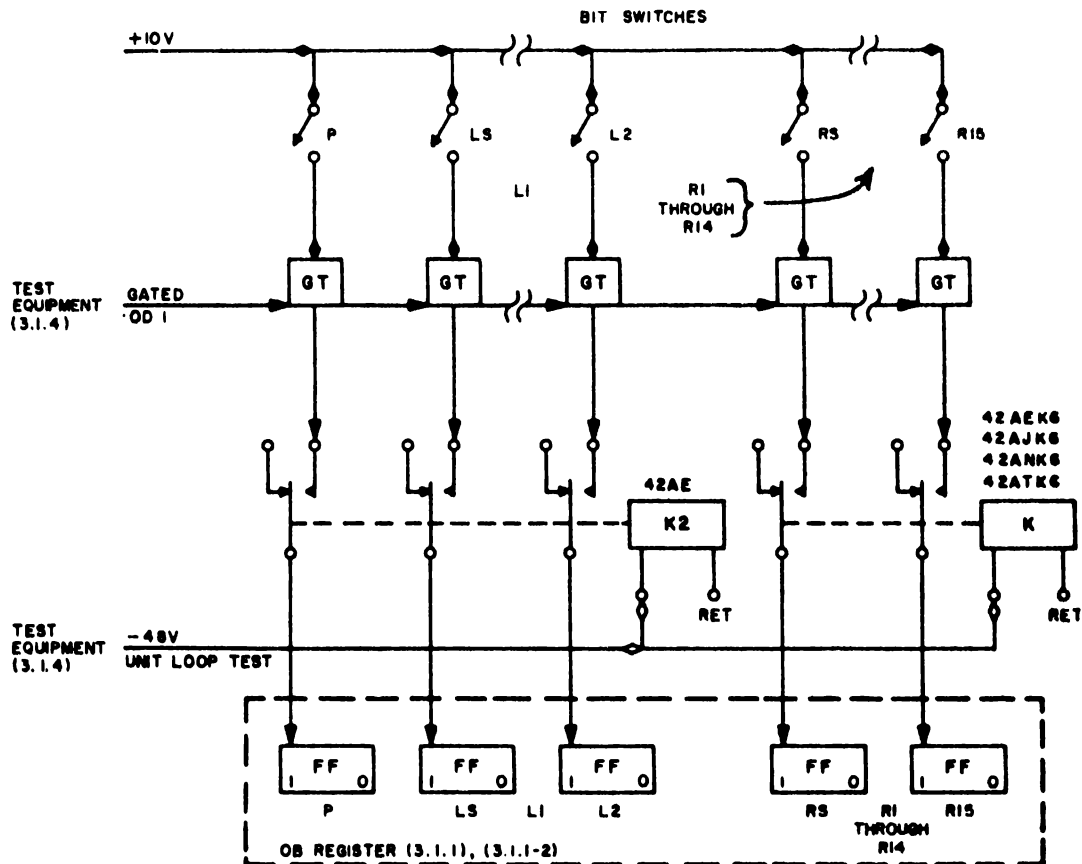 BIT SWITCHES
+10V
P
LS
L2
RS
R15
L1
R1
THROUGH
R14
GT
GT
GT
GT
GT
TEST
EQUIPMENT
(3.1.4)
GATED
OD 1
42AEK6
42AJK6
42ANK6
42ATK6
42AE
K2
K
RET
RET
TEST
EQUIPMENT
(3.1.4)
-48V
UNIT LOOP TEST
FF
1 0
FF
1 0
FF
1 0
FF
1 0
FF
1 0
P
LS
L1
L2
RS
R1
THROUGH
R14
R15
OB REGISTER (3.1.1), (3.1.1-2)